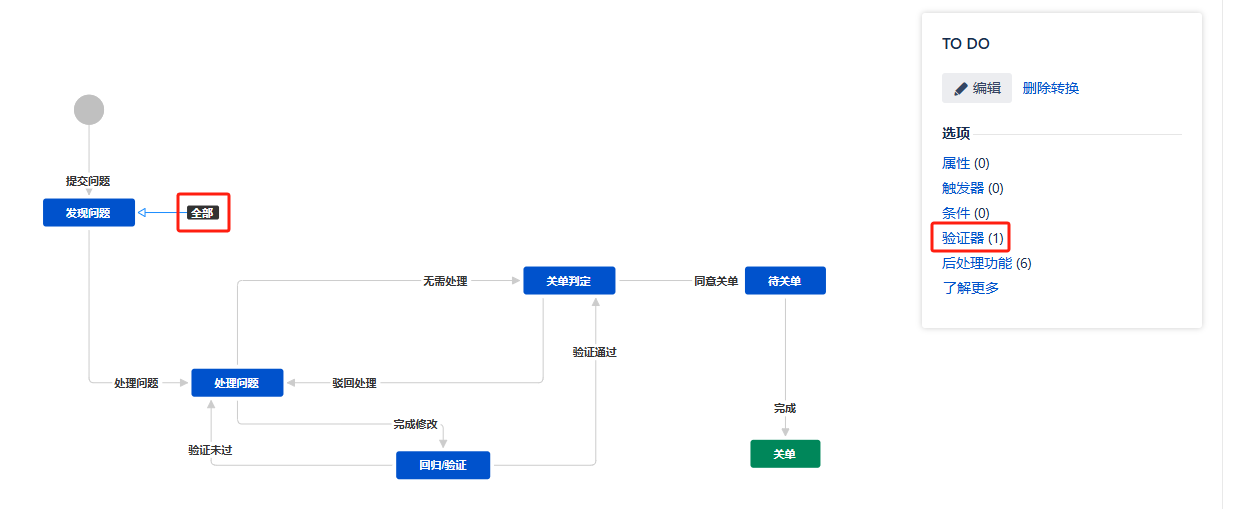 提交问题
发现问题
全部
无需处理
关单判定
同意关单
待关单
验证通过
处理问题
处理问题
驳回处理
完成修改
完成
验证未过
回归/验证
关单
TO DO
编辑 删除转换
选项
属性 (0)
触发器 (0)
条件 (0)
验证器 (1)
后处理功能 (6)
了解更多